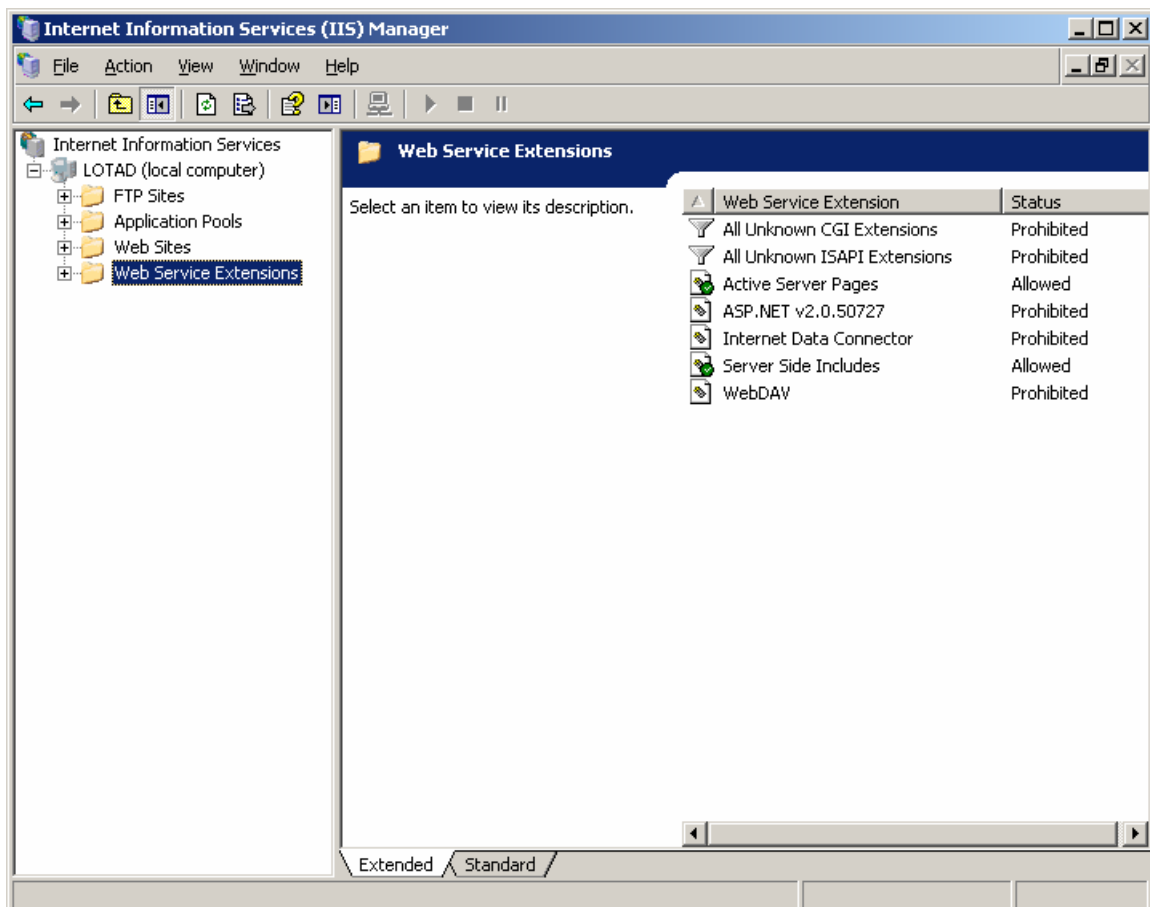 Internet Information Services (IIS) Manager
File Action View Window Help
Internet Information Services
LOTAD (local computer)
FTP Sites
Application Pools
Web Sites
Web Service Extensions
Web Service Extensions
Select an item to view its description.
Web Service Extension Status
All Unknown CGI Extensions Prohibited
All Unknown ISAPI Extensions Prohibited
Active Server Pages Allowed
ASP.NET v2.0.50727 Prohibited
Internet Data Connector Prohibited
Server Side Includes Allowed
WebDAV Prohibited
Extended Standard